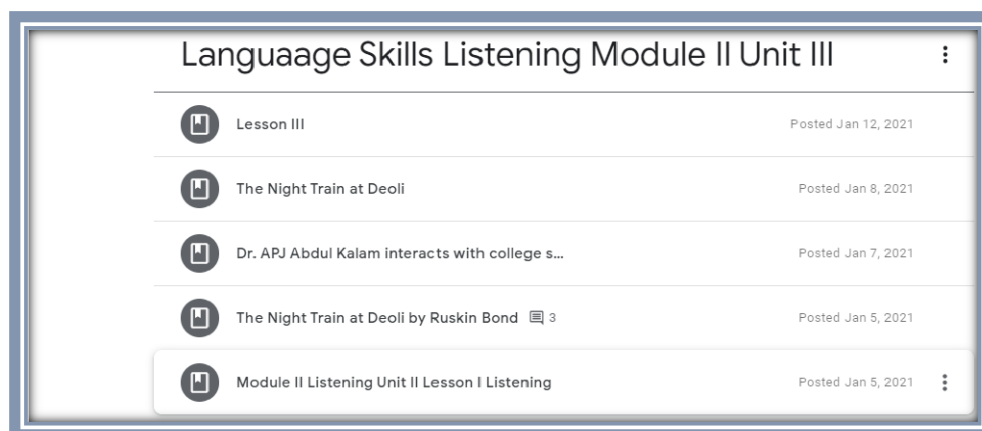 Languaage Skills Listening Module II Unit III
Lesson III Posted Jan 12, 2021
The Night Train at Deoli Posted Jan 8, 2021
Dr. APJ Abdul Kalam interacts with college s... Posted Jan 7, 2021
The Night Train at Deoli by Ruskin Bond 3 Posted Jan 5, 2021
Module II Listening Unit II Lesson I Listening Posted Jan 5, 2021